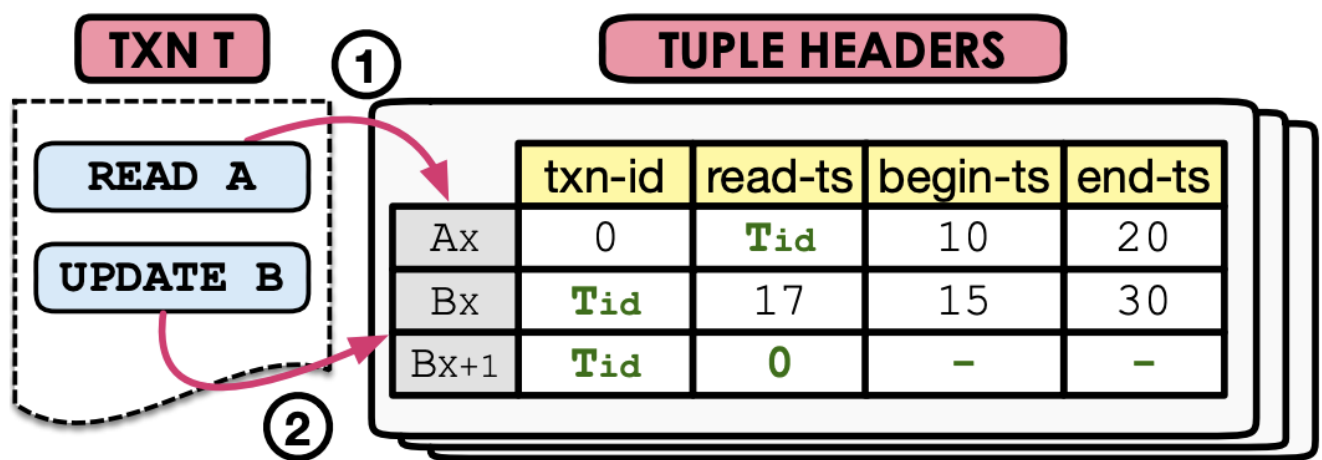 TXN T
1
TUPLE HEADERS
READ A
UPDATE B
2
txn-id read-ts begin-ts end-ts
Ax 0 Tid 10 20
Bx Tid 17 15 30
Bx+1 Tid 0 – –